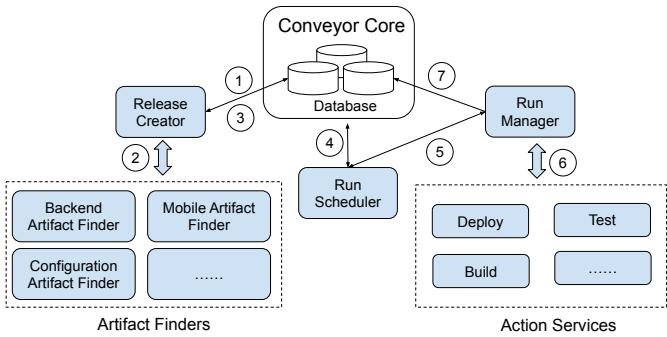 Conveyor Core
Database
1
7
Release
Creator
3
Run
Manager
2
4
5
6
Run
Scheduler
Backend
Artifact Finder
Mobile Artifact
Finder
Configuration
Artifact Finder
......
Deploy
Test
Build
......
Artifact Finders
Action Services